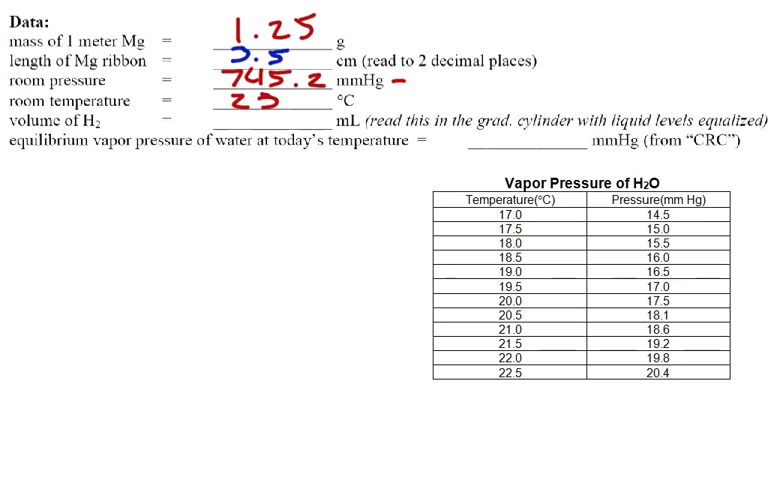 Data:
mass of 1 meter Mg = 1.25 g
length of Mg ribbon = 3.5 cm (read to 2 decimal places)
room pressure = 745.2 mmHg -
room temperature = 23 °C
volume of H2 = mL (read this in the grad. cylinder with liquid levels equalized)
equilibrium vapor pressure of water at today's temperature = mmHg (from "CRC")
Vapor Pressure of H2O
Temperature(°C) Pressure(mm Hg)
17.0 14.5
17.5 15.0
18.0 15.5
18.5 16.0
19.0 16.5
19.5 17.0
20.0 17.5
20.5 18.1
21.0 18.6
21.5 19.2
22.0 19.8
22.5 20.4